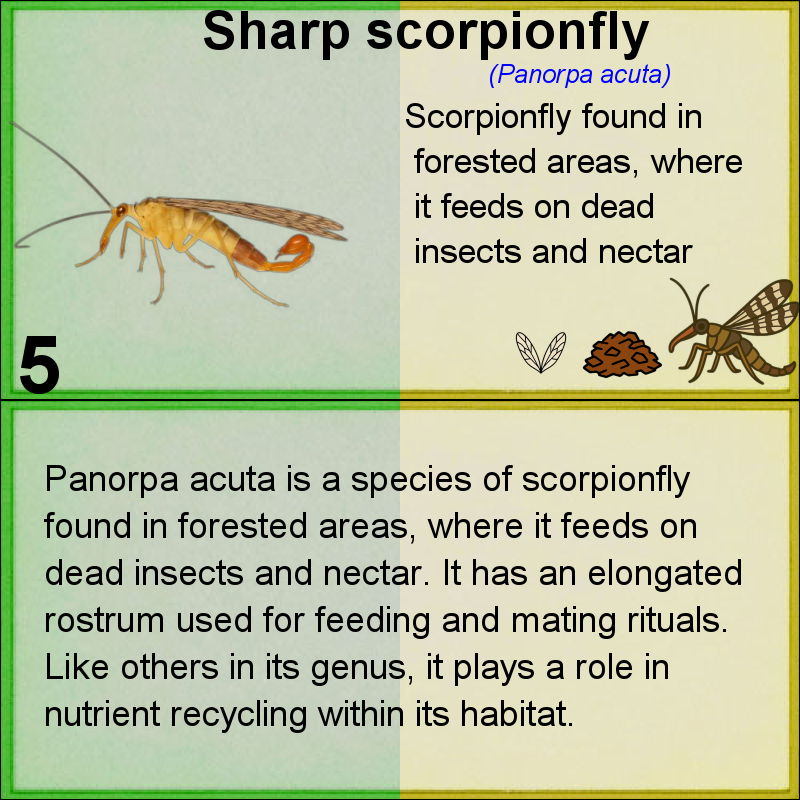 Sharp scorpionfly
(Panorpa acuta)
Scorpionfly found in
forested areas, where
it feeds on dead
insects and nectar
5
Panorpa acuta is a species of scorpionfly
found in forested areas, where it feeds on
dead insects and nectar. It has an elongated
rostrum used for feeding and mating rituals.
Like others in its genus, it plays a role in
nutrient recycling within its habitat.